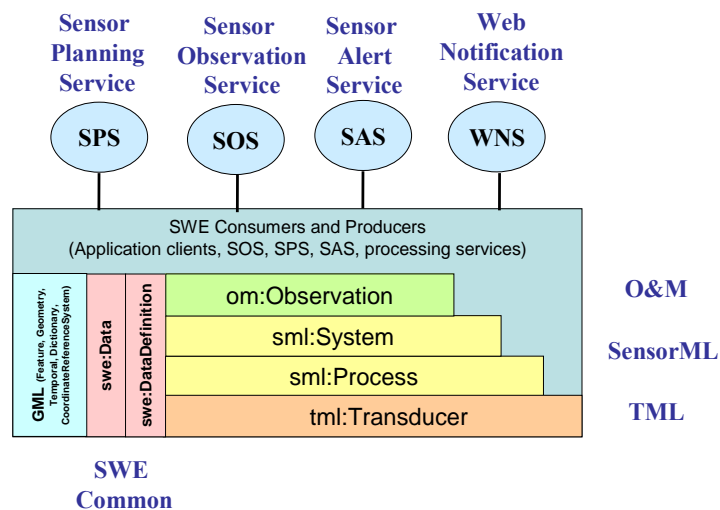 Sensor
Planning
Service
Sensor
Observation
Service
Sensor
Alert
Service
Web
Notification
Service
SPS
SOS
SAS
WNS
SWE Consumers and Producers
(Application clients, SOS, SPS, SAS, processing services)
GML (Feature, Geometry,
Temporal, Dictionary,
CoordinateReferenceSystem)
swe:Data
swe:DataDefinition
om:Observation
O&M
sml:System
SensorML
sml:Process
tml:Transducer
TML
SWE
Common